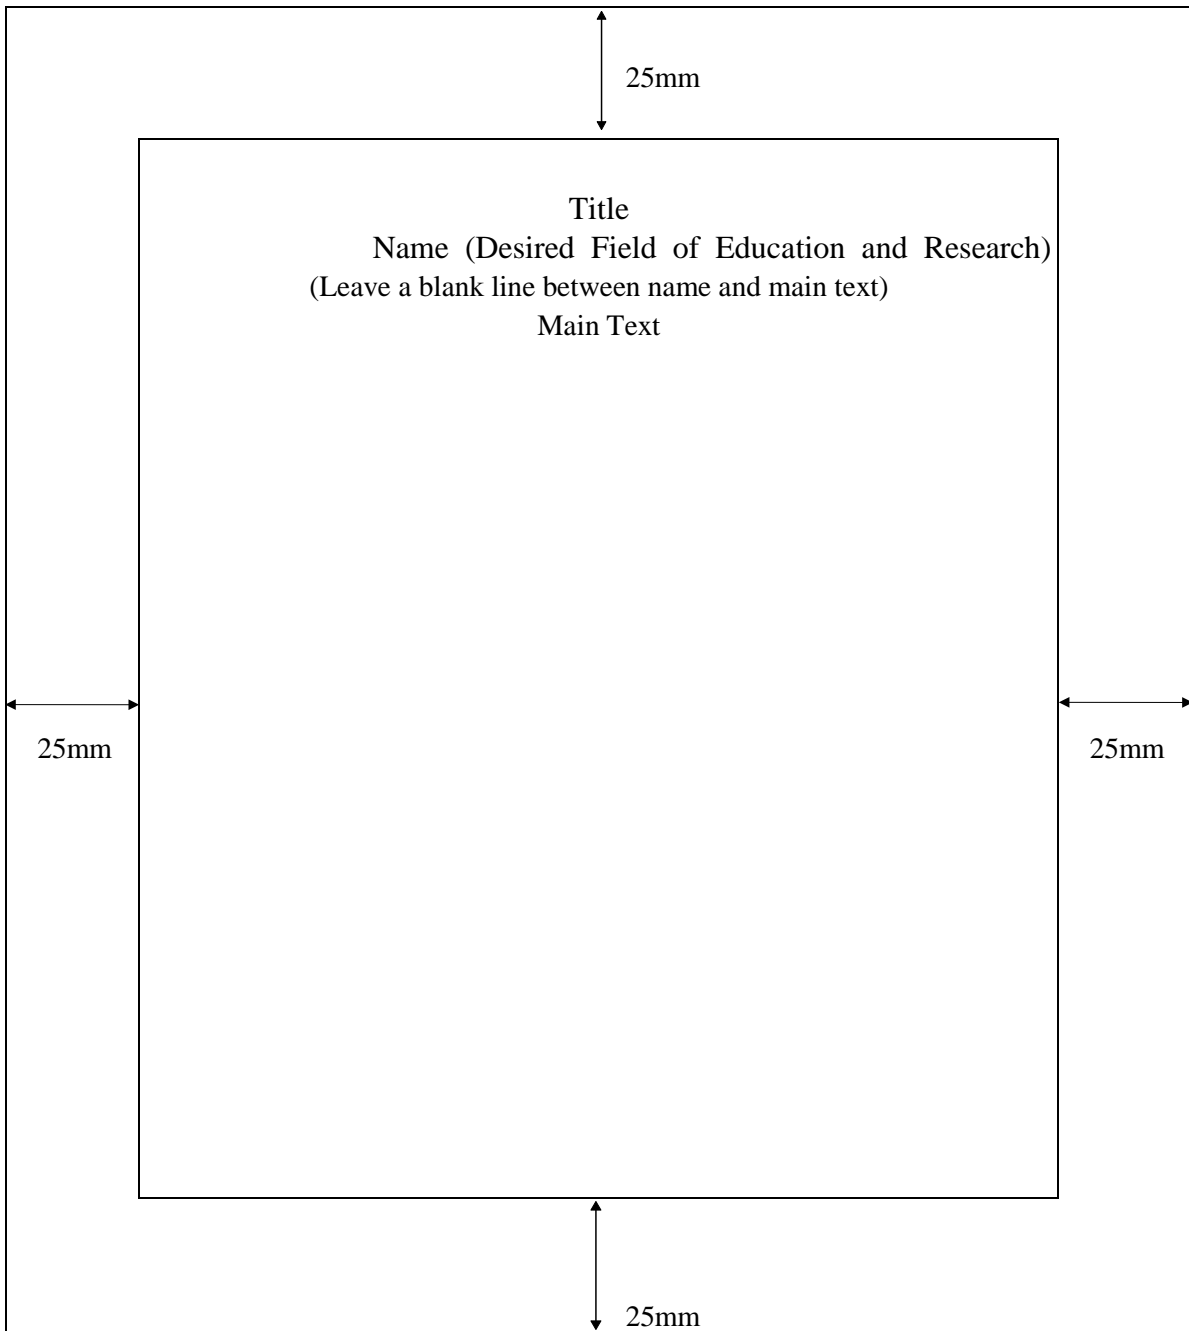 25mm
Title
Name (Desired Field of Education and Research)
(Leave a blank line between name and main text)
Main Text
25mm
25mm
25mm